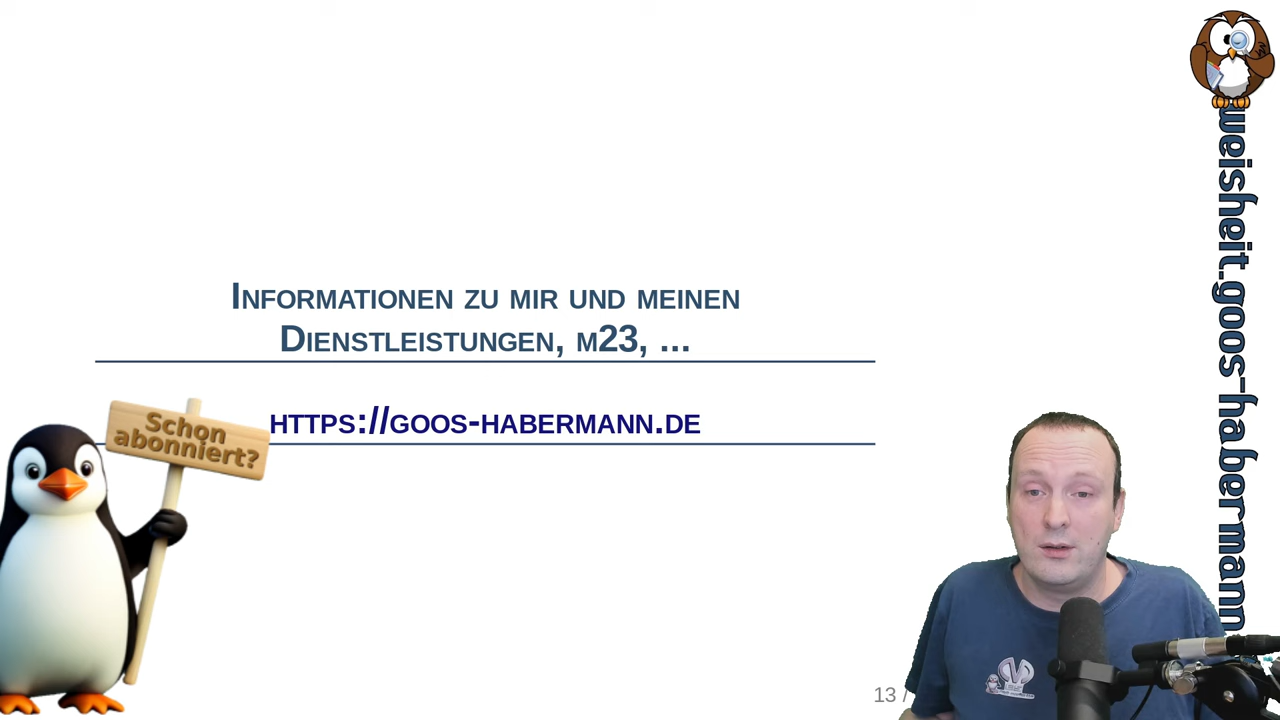 Informationen zu mir und meinen
Dienstleistungen, m23, ...
https://goos-habermann.de
Schon
abonniert?
weisheit.goos-habermann
13 /